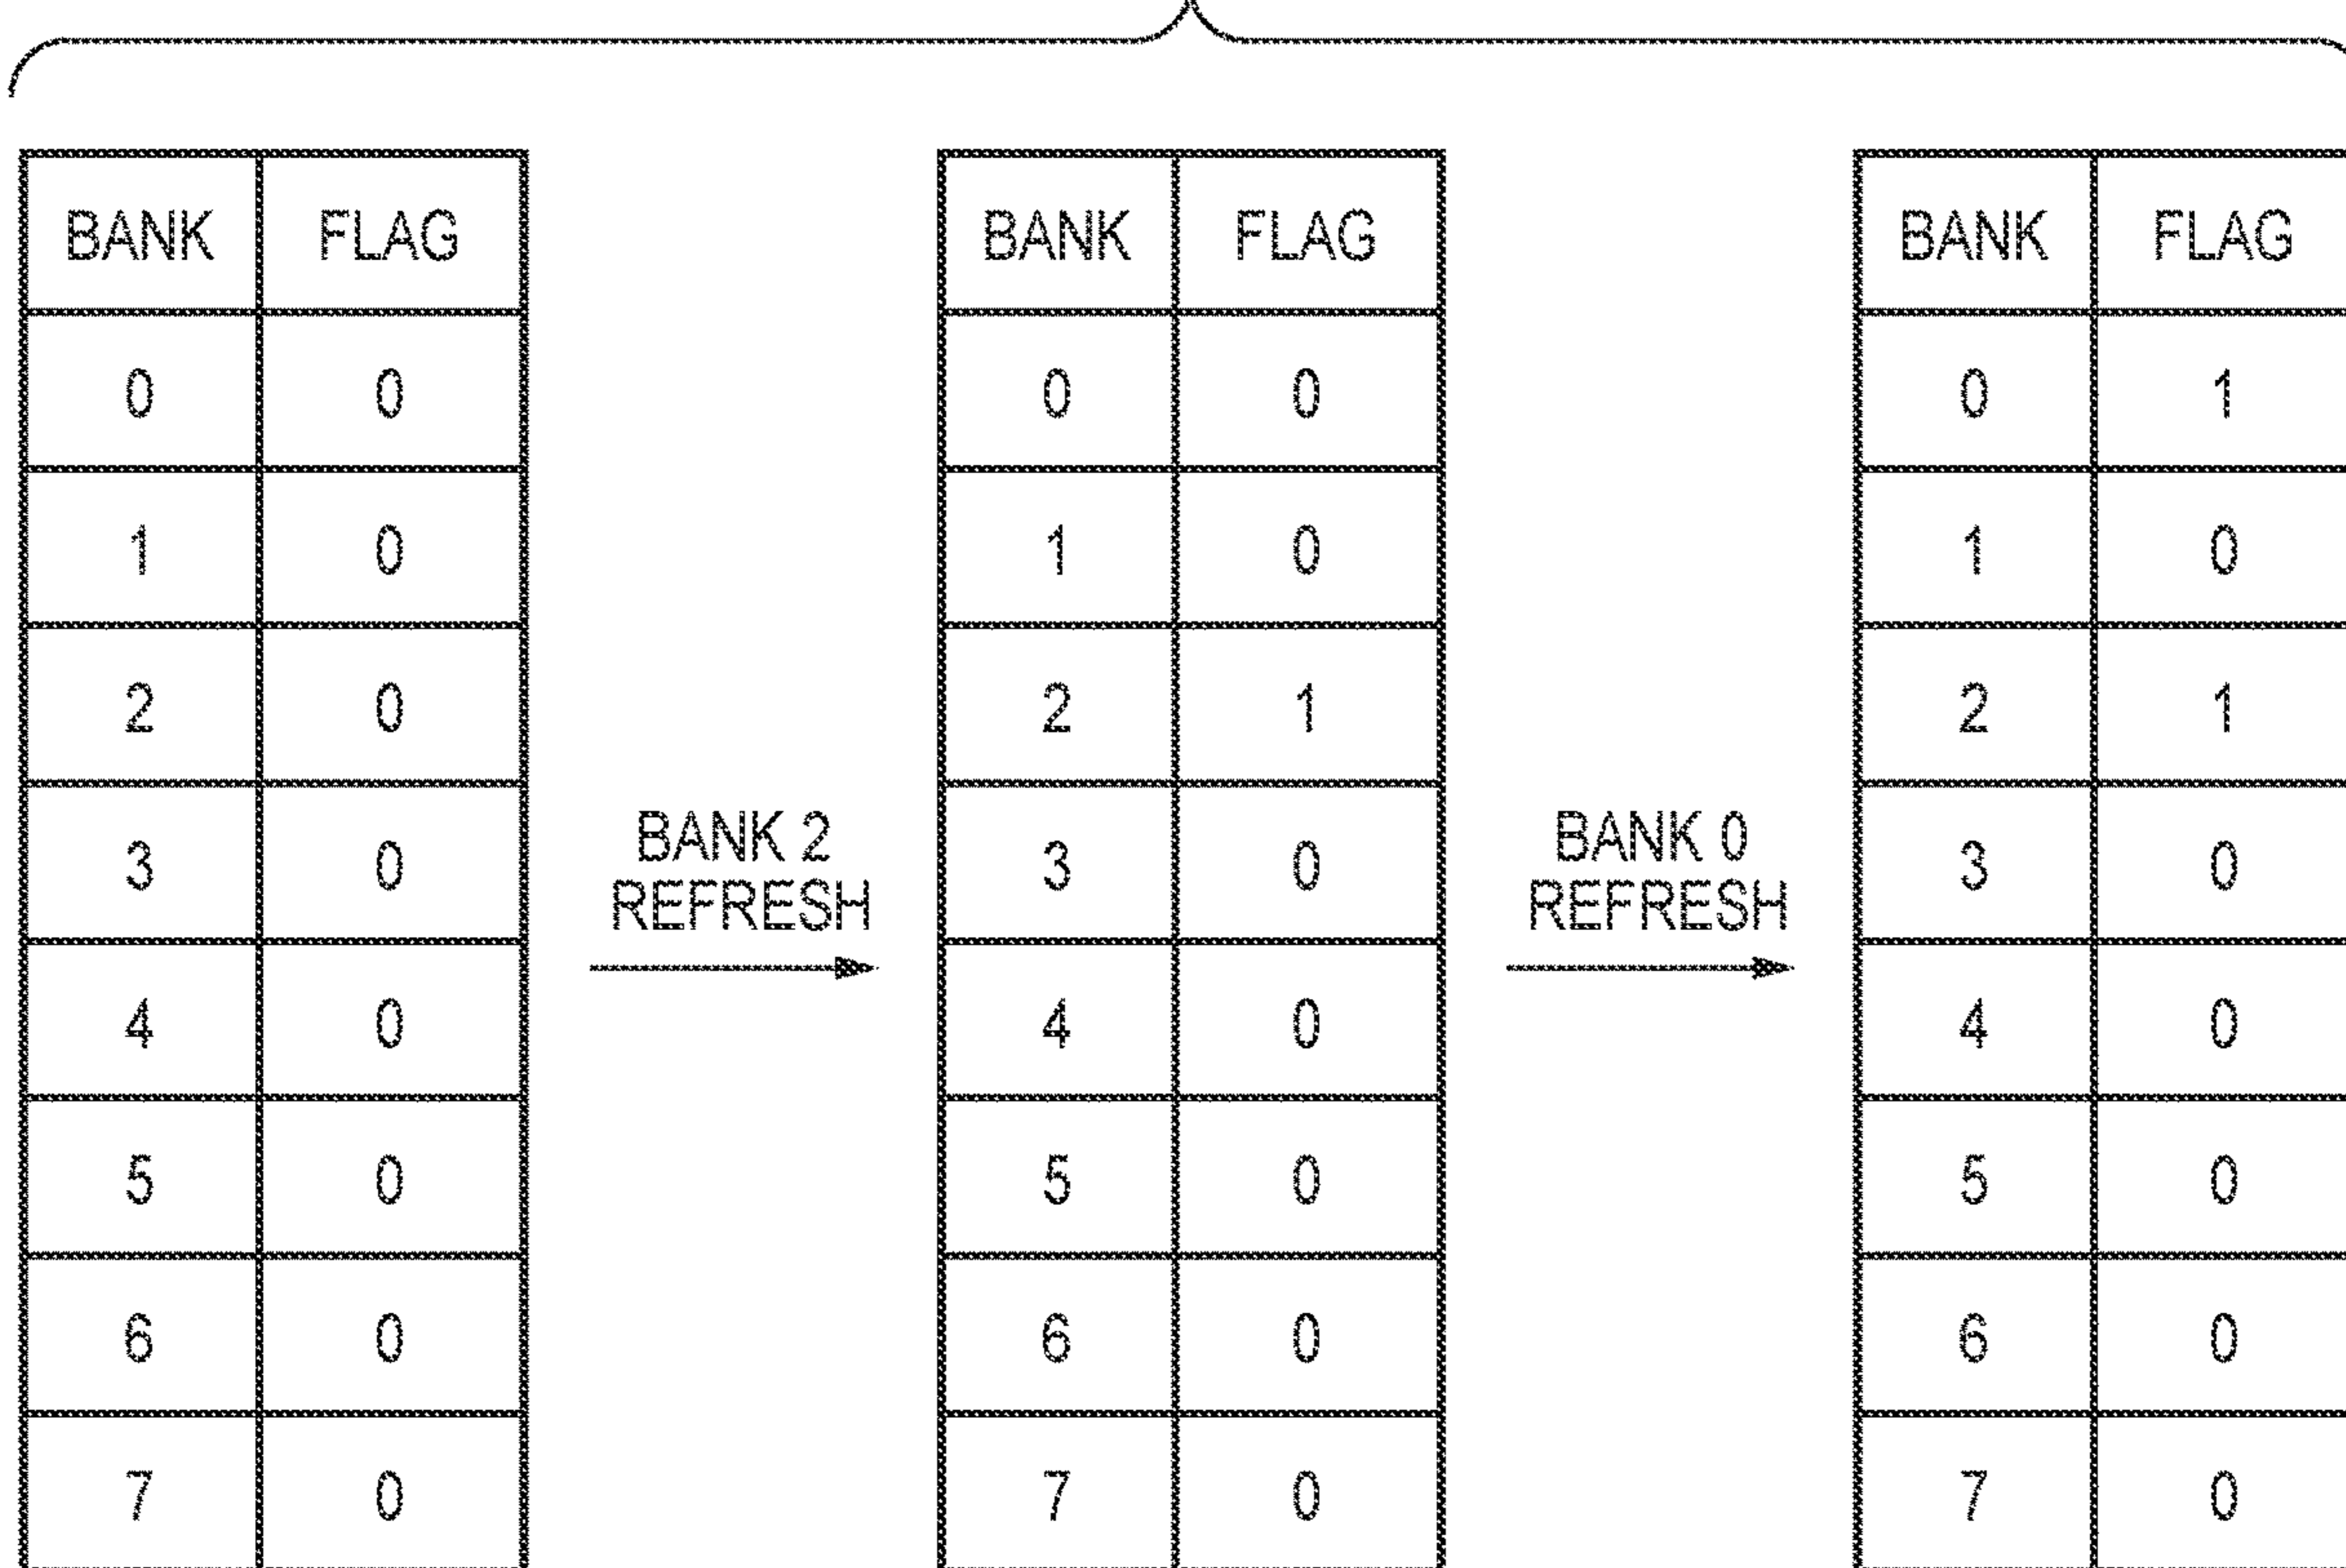 BANK FLAG BANK FLAG BANK FLAG
0 0 0 0 0 1
1 0 1 0 1 0
2 0 2 1 2 1
3 0 BANK 2 3 0 BANK 0 3 0
REFRESH REFRESH
4 0 4 0 4 0
5 0 5 0 5 0
6 0 6 0 6 0
7 0 7 0 7 0